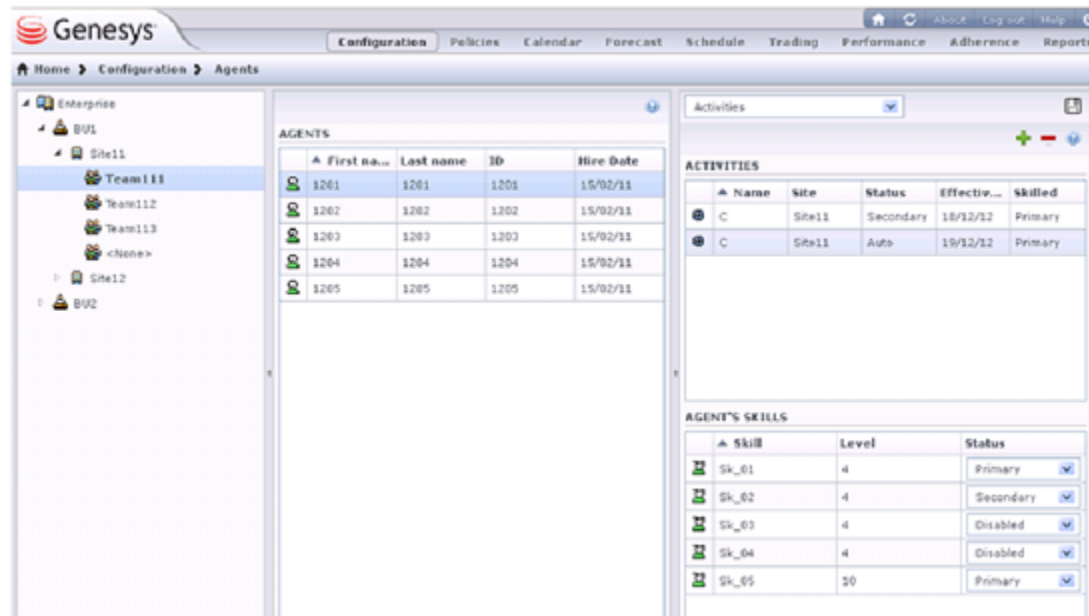 Genesys
About Log out Help
Configuration Policies Calendar Forecast Schedule Trading Performance Adherence Reports
Home Configuration Agents
Enterprise
BU1
Site11
Team111
Team112
Team113
<None>
Site12
BU2
AGENTS
First na... Last name ID Hire Date
1201 1201 1201 15/02/11
1202 1202 1202 15/02/11
1203 1203 1203 15/02/11
1204 1204 1204 15/02/11
1205 1205 1205 15/02/11
Activities
ACTIVITIES
Name Site Status Effectiv... Skilled
C Site11 Secondary 18/12/12 Primary
C Site11 Auto 19/12/12 Primary
AGENT'S SKILLS
Skill Level Status
Sk_01 4 Primary
Sk_02 4 Secondary
Sk_03 4 Disabled
Sk_04 4 Disabled
Sk_05 10 Primary